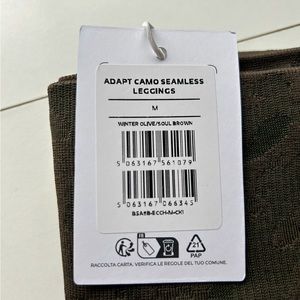 ADAPT CAMO SEAMLESS
LEGGINGS
M
WINTER OLIVE/SOUL BROWN
5 063167 561079
5 063167 066345
21
PAP
RACCOLTA CARTA. VERIFICA LE REGOLE DEL TUO COMUNE.